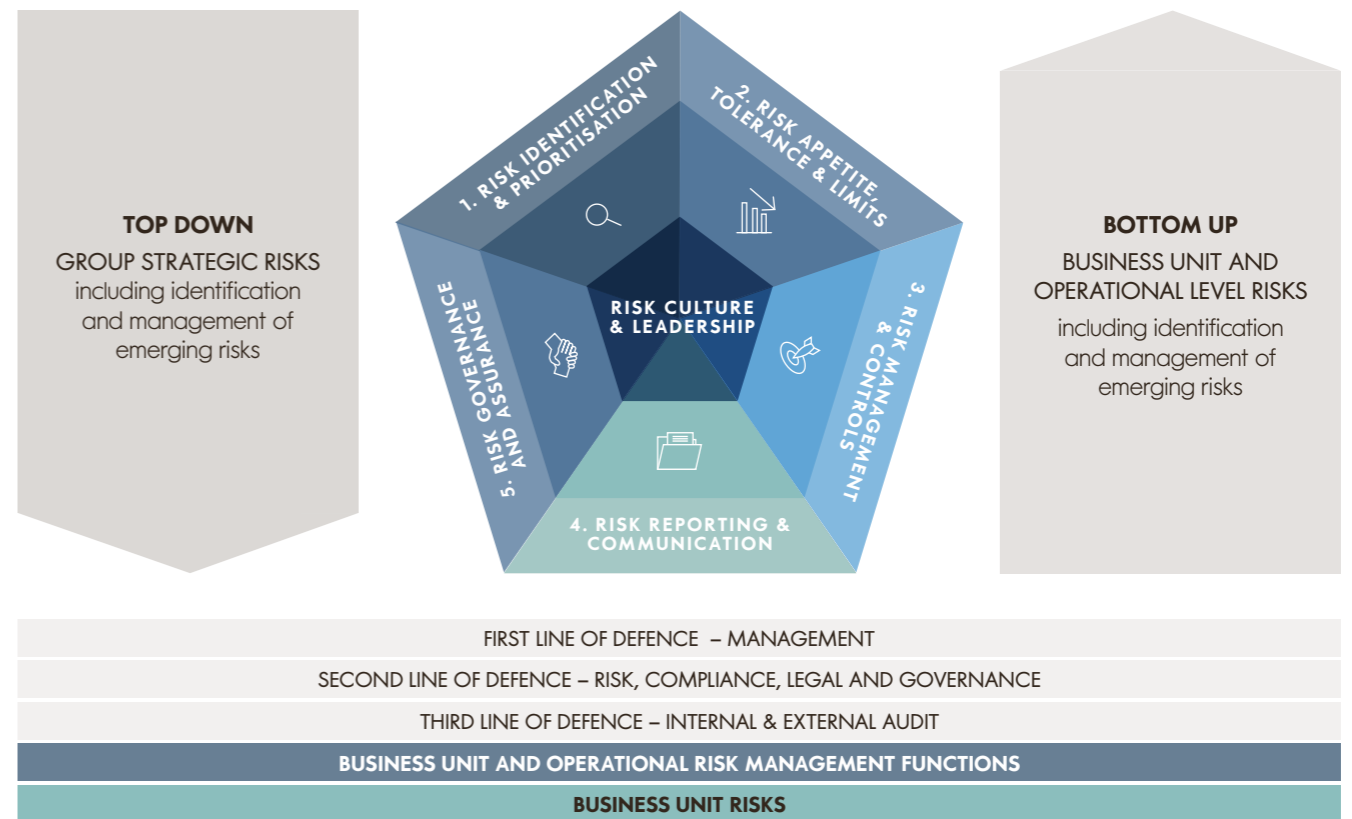 TOP DOWN
GROUP STRATEGIC RISKS
including identification
and management of
emerging risks
1. RISK IDENTIFICATION
& PRIORITISATION
2. RISK APPETITE,
TOLERANCE & LIMITS
3. RISK MANAGEMENT
& CONTROLS
4. RISK REPORTING &
COMMUNICATION
5. RISK GOVERNANCE
AND ASSURANCE
RISK CULTURE
& LEADERSHIP
BOTTOM UP
BUSINESS UNIT AND
OPERATIONAL LEVEL RISKS
including identification
and management of
emerging risks
FIRST LINE OF DEFENCE – MANAGEMENT
SECOND LINE OF DEFENCE – RISK, COMPLIANCE, LEGAL AND GOVERNANCE
THIRD LINE OF DEFENCE – INTERNAL & EXTERNAL AUDIT
BUSINESS UNIT AND OPERATIONAL RISK MANAGEMENT FUNCTIONS
BUSINESS UNIT RISKS